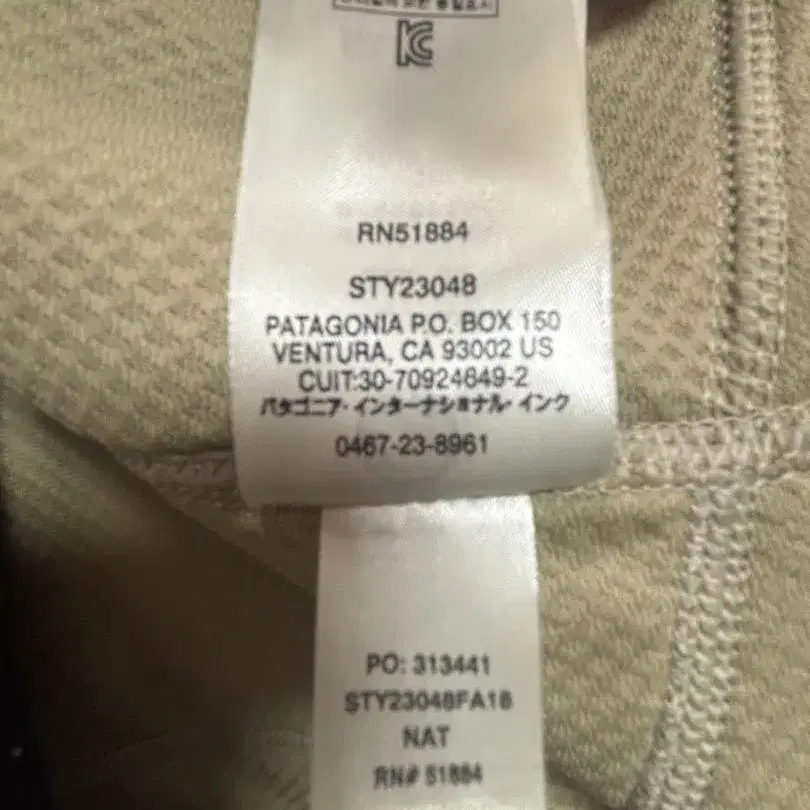 RN51884
STY23048
PATAGONIA P.O. BOX 150
VENTURA, CA 93002 US
CUIT:30-70924649-2
パタゴニア・インターナショナル・インク
0467-23-8961
PO: 313441
STY23048FA18
NAT
RN# 51884